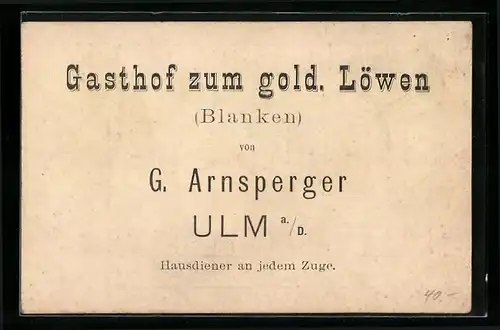 Gasthof zum gold. Löwen
(Blanken)
von
G. Arnsperger
ULM a./D.
Hausdiener an jedem Zuge.
40.-